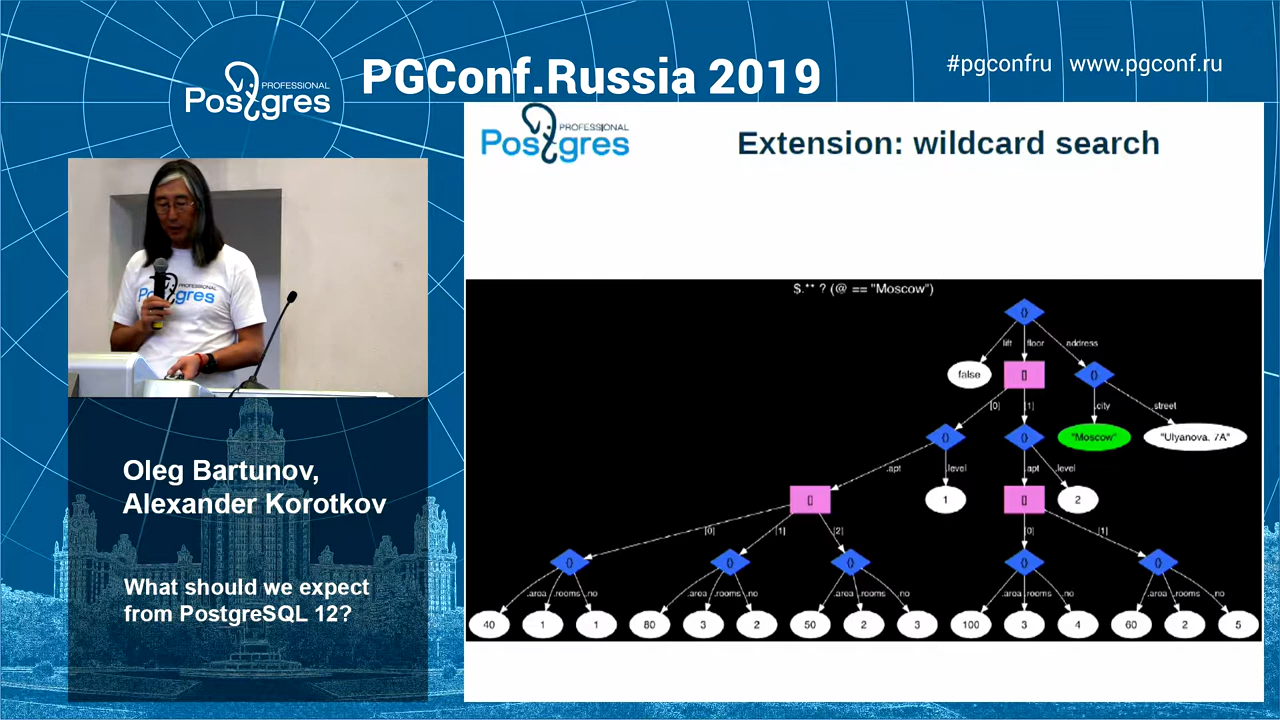 PROFESSIONAL
Postgres
PGConf.Russia 2019
#pgconfru www.pgconf.ru
PROFESSIONAL
Postgres
Extension: wildcard search
PROFESSIONAL
Postgres
Oleg Bartunov,
Alexander Korotkov
What should we expect
from PostgreSQL 12?
$.** ? (@ == "Moscow")
{}
lift floor address
false [] {}
[0] [1] .city .street
{} {} "Moscow" "Ulyanova, 7A"
.apt .level .apt .level
[] 1 [] 2
[0] [1] [2] [0] [1]
{} {} {} {} {}
.area .rooms .no .area .rooms .no .area .rooms .no .area .rooms .no .area .rooms .no
40 1 1 80 3 2 50 2 3 100 3 4 60 2 5